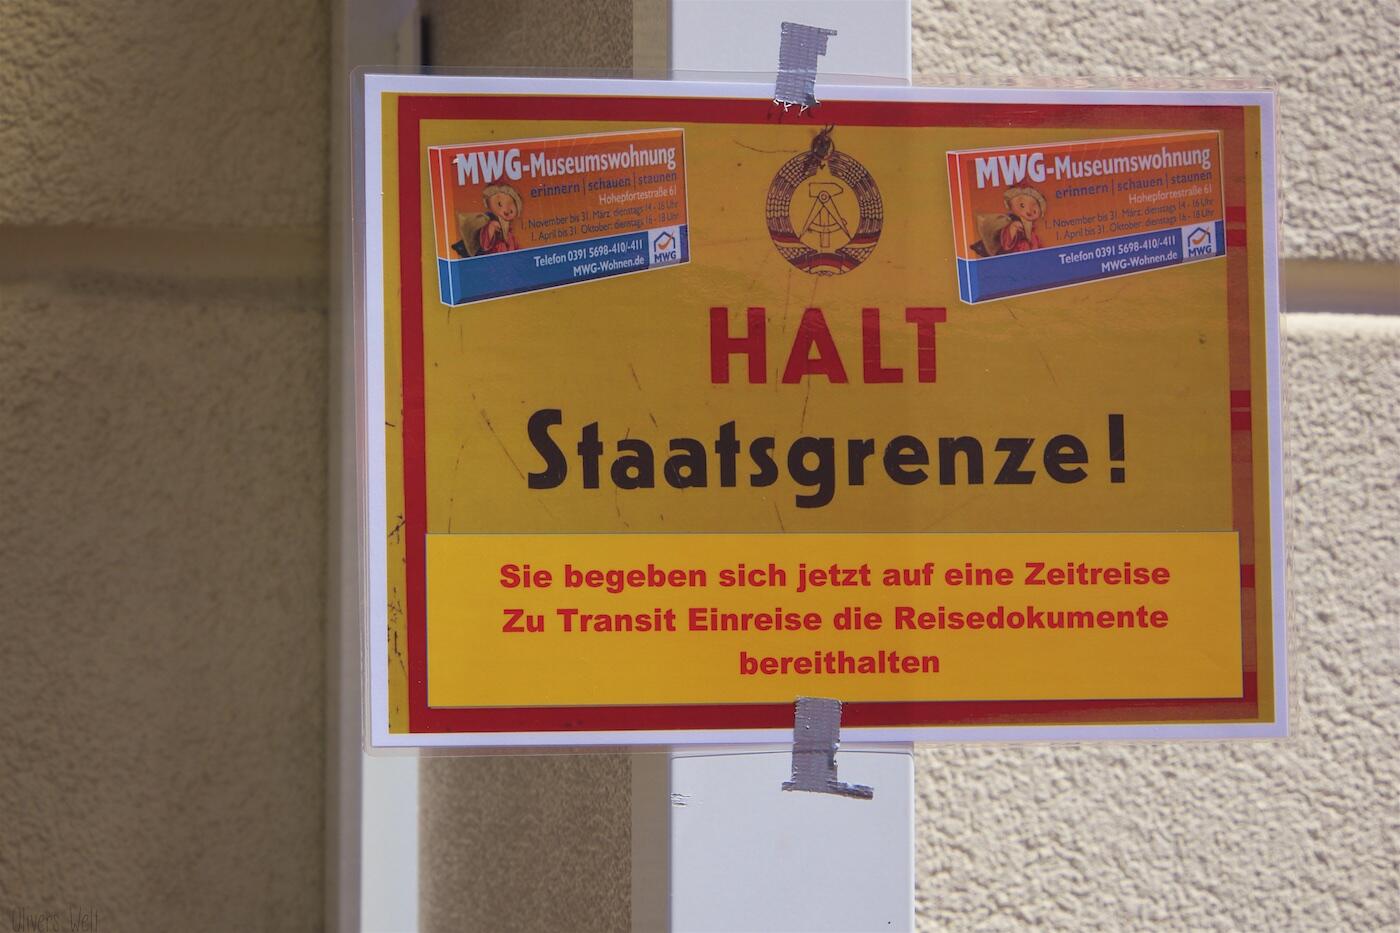 MWG-Museumswohnung
erinnern | schauen | staunen
Hohepfortestraße 61
1. November bis 31. März: dienstags 14 - 16 Uhr
1. April bis 31. Oktober: dienstags 16 - 18 Uhr
Telefon 0391 5698-410/-411
MWG-Wohnen.de
MWG
MWG-Museumswohnung
erinnern | schauen | staunen
Hohepfortestraße 61
1. November bis 31. März: dienstags 14 - 16 Uhr
1. April bis 31. Oktober: dienstags 16 - 18 Uhr
Telefon 0391 5698-410/-411
MWG-Wohnen.de
MWG
HALT
Staatsgrenze!
Sie begeben sich jetzt auf eine Zeitreise
Zu Transit Einreise die Reisedokumente
bereithalten
Olivers Welt